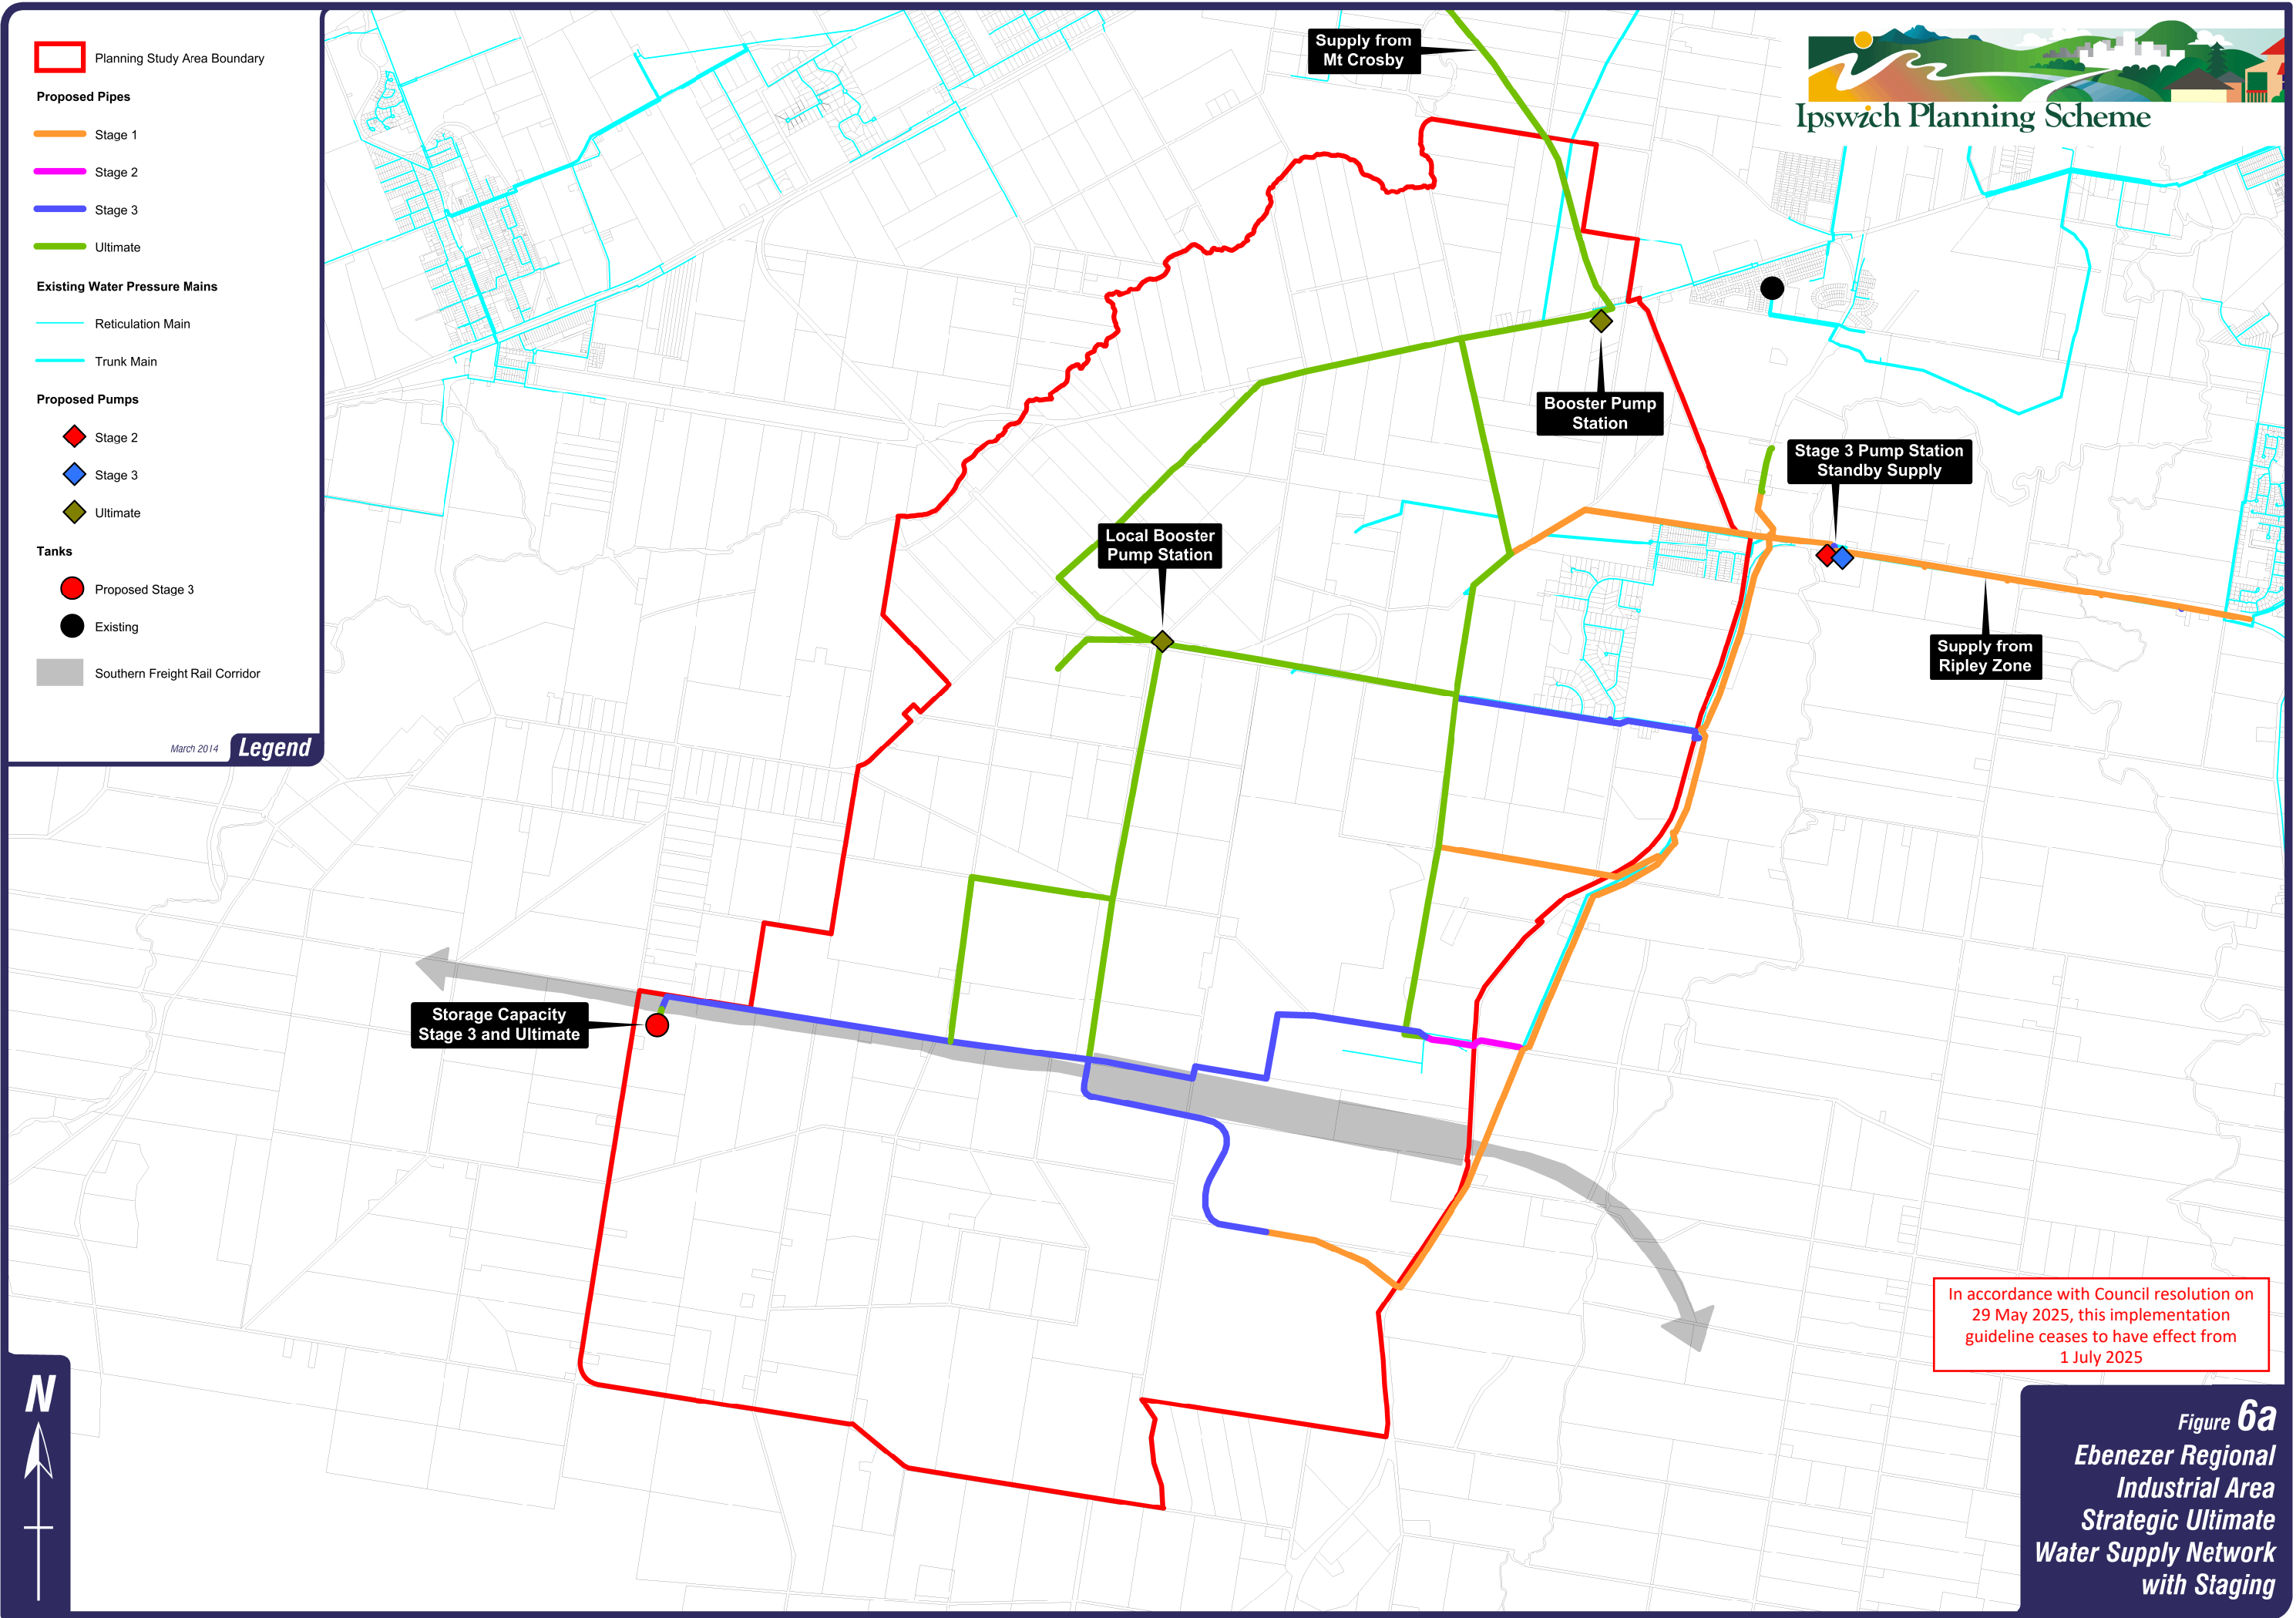 Planning Study Area Boundary
Proposed Pipes
Stage 1
Stage 2
Stage 3
Ultimate
Existing Water Pressure Mains
Reticulation Main
Trunk Main
Proposed Pumps
Stage 2
Stage 3
Ultimate
Tanks
Proposed Stage 3
Existing
Southern Freight Rail Corridor
March 2014
Legend
Supply from
Mt Crosby
Ipswich Planning Scheme
Booster Pump
Station
Stage 3 Pump Station
Standby Supply
Local Booster
Pump Station
Supply from
Ripley Zone
Storage Capacity
Stage 3 and Ultimate
In accordance with Council resolution on
29 May 2025, this implementation
guideline ceases to have effect from
1 July 2025
N
Figure 6a
Ebenezer Regional
Industrial Area
Strategic Ultimate
Water Supply Network
with Staging